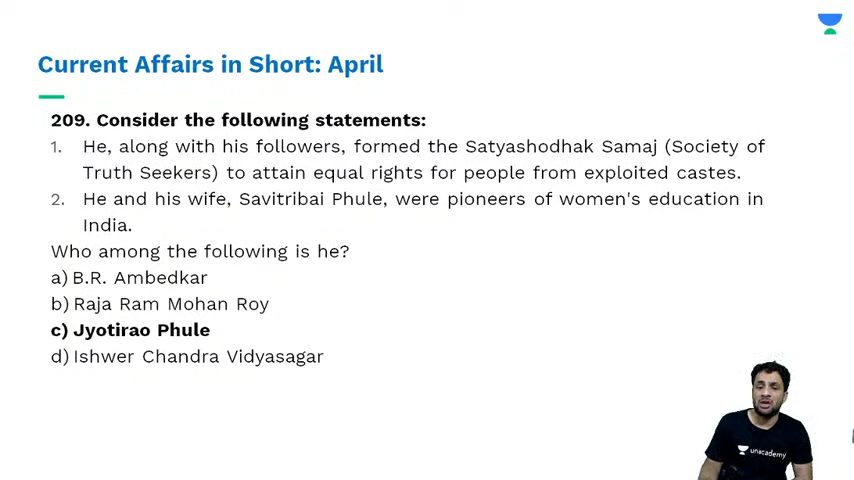 Current Affairs in Short: April
209. Consider the following statements:
1. He, along with his followers, formed the Satyashodhak Samaj (Society of
Truth Seekers) to attain equal rights for people from exploited castes.
2. He and his wife, Savitribai Phule, were pioneers of women's education in
India.
Who among the following is he?
a) B.R. Ambedkar
b) Raja Ram Mohan Roy
c) Jyotirao Phule
d) Ishwer Chandra Vidyasagar
unacademy